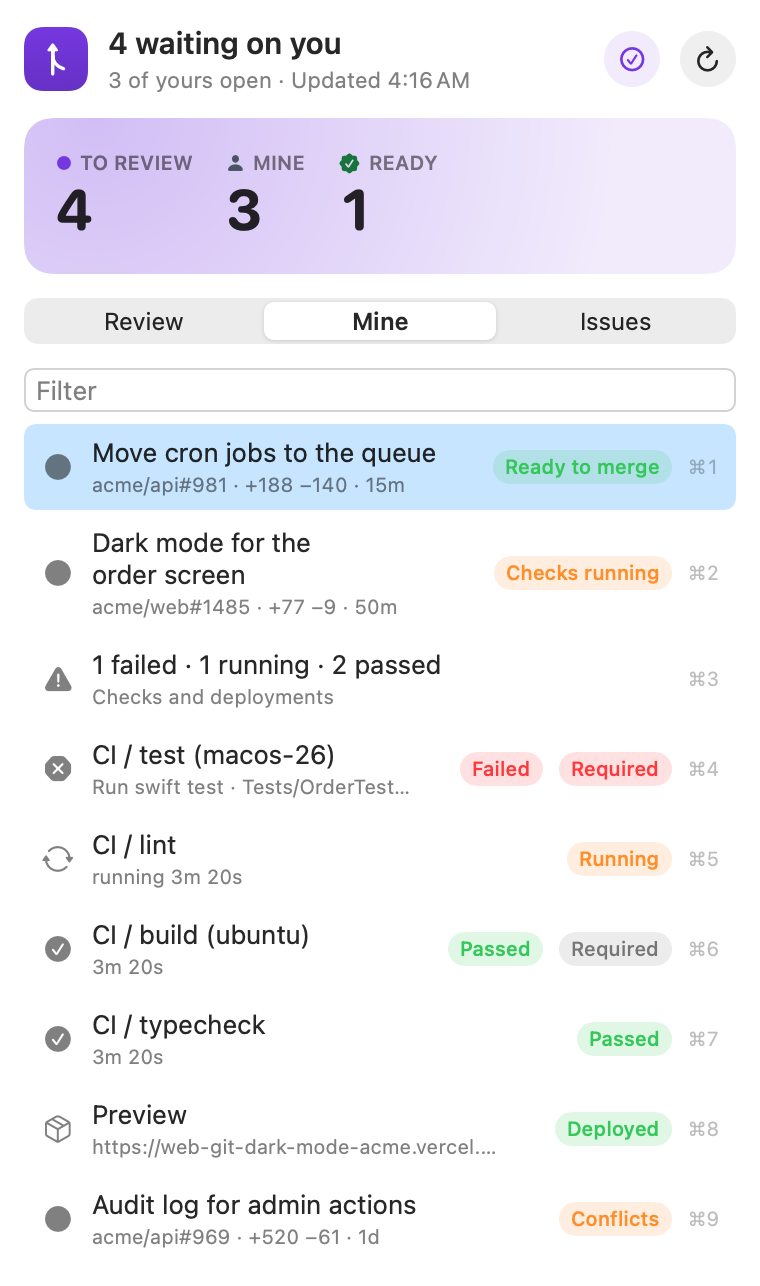 4 waiting on you
3 of yours open · Updated 4:16 AM
TO REVIEW
4
MINE
3
READY
1
Review
Mine
Issues
Filter
Move cron jobs to the queue
acme/api#981 · +188 −140 · 15m
Ready to merge
⌘1
Dark mode for the
order screen
acme/web#1485 · +77 −9 · 50m
Checks running
⌘2
1 failed · 1 running · 2 passed
Checks and deployments
⌘3
CI / test (macos-26)
Run swift test · Tests/OrderTest...
Failed
Required
⌘4
CI / lint
running 3m 20s
Running
⌘5
CI / build (ubuntu)
3m 20s
Passed
Required
⌘6
CI / typecheck
3m 20s
Passed
⌘7
Preview
https://web-git-dark-mode-acme.vercel....
Deployed
⌘8
Audit log for admin actions
acme/api#969 · +520 −61 · 1d
Conflicts
⌘9